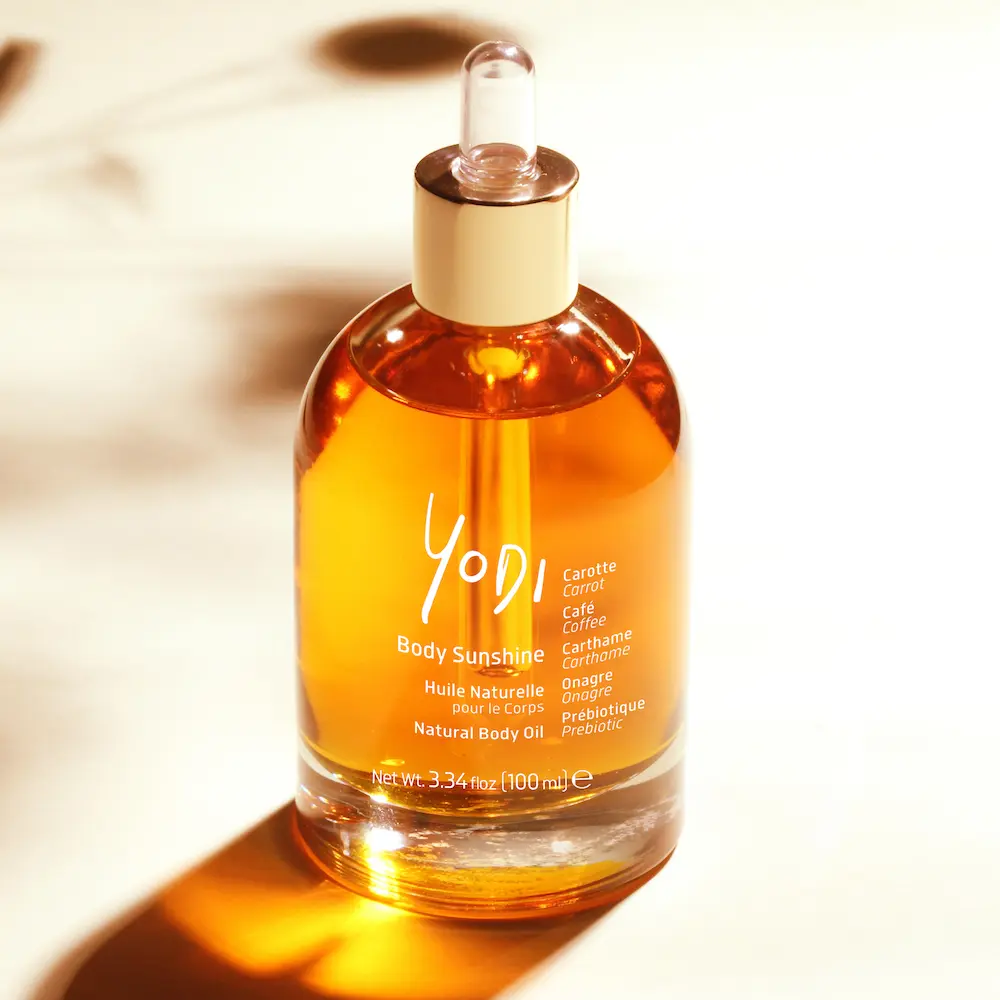 YODI
Body Sunshine
Huile Naturelle
pour le Corps
Natural Body Oil
Carotte
Carrot
Café
Coffee
Carthame
Carthame
Onagre
Onagre
Prébiotique
Prebiotic
Net Wt. 3.34 floz [100 ml] ℮